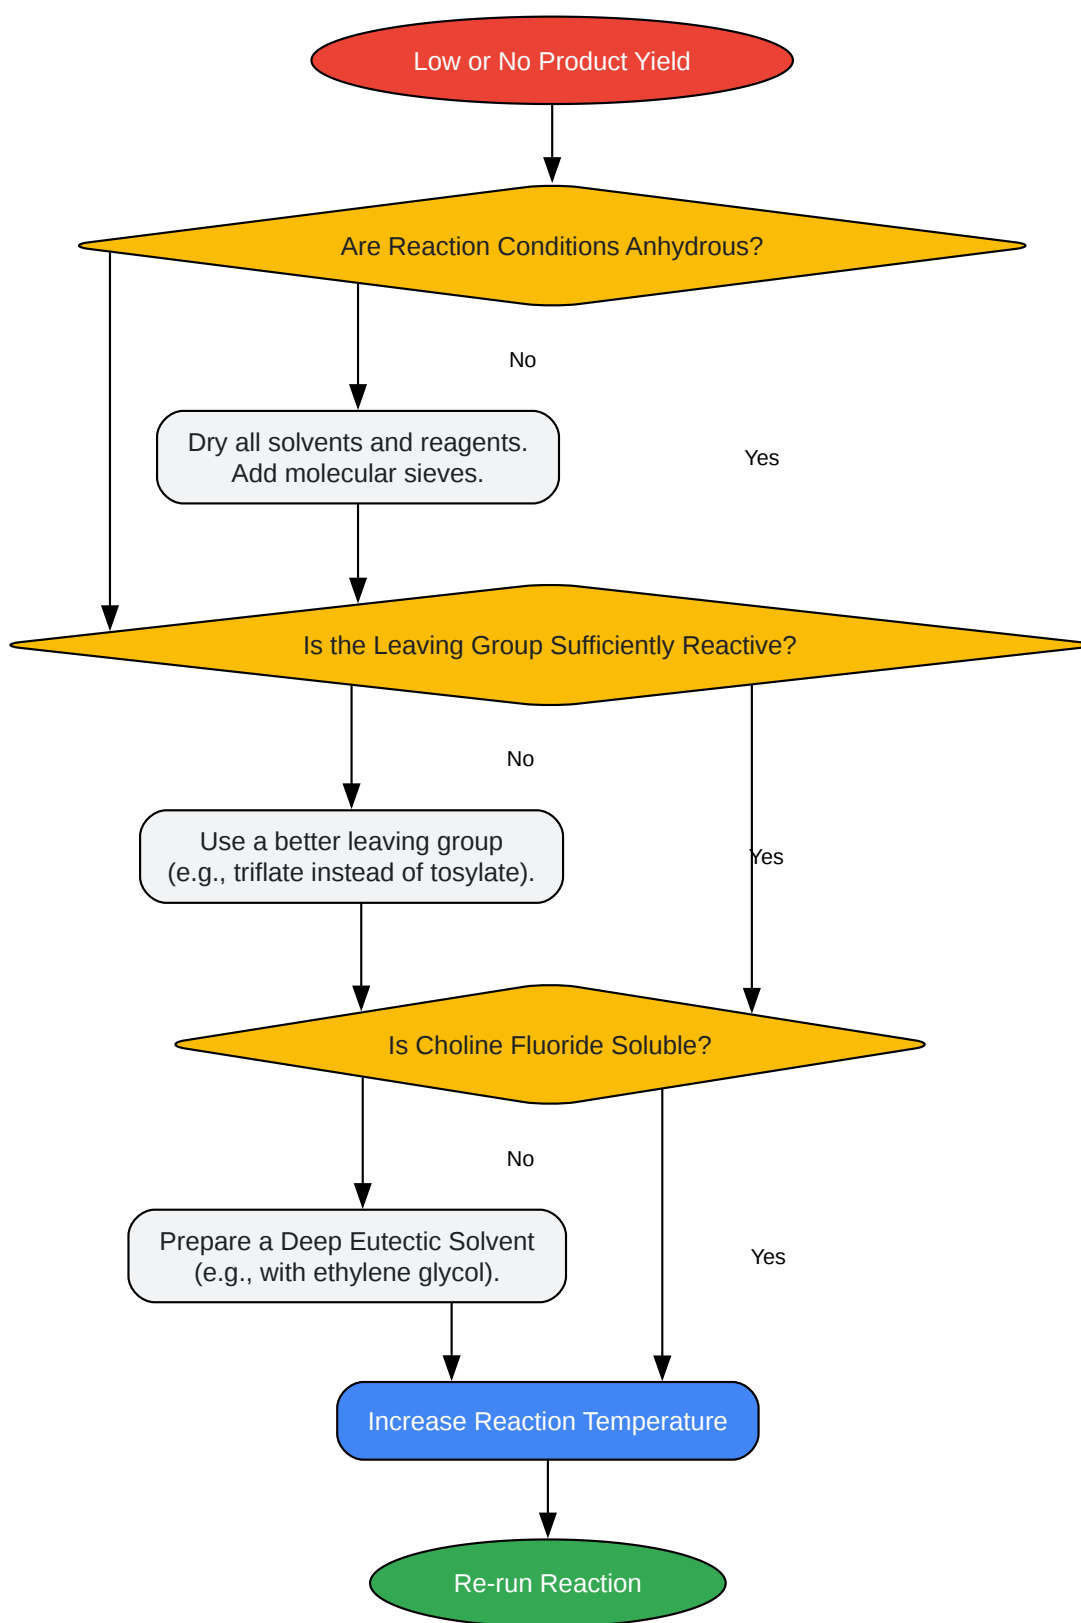 Low or No Product Yield
Are Reaction Conditions Anhydrous?
No
Dry all solvents and reagents.
Add molecular sieves.
Yes
Is the Leaving Group Sufficiently Reactive?
No
Use a better leaving group
(e.g., triflate instead of tosylate).
Yes
Is Choline Fluoride Soluble?
No
Prepare a Deep Eutectic Solvent
(e.g., with ethylene glycol).
Yes
Increase Reaction Temperature
Re-run Reaction